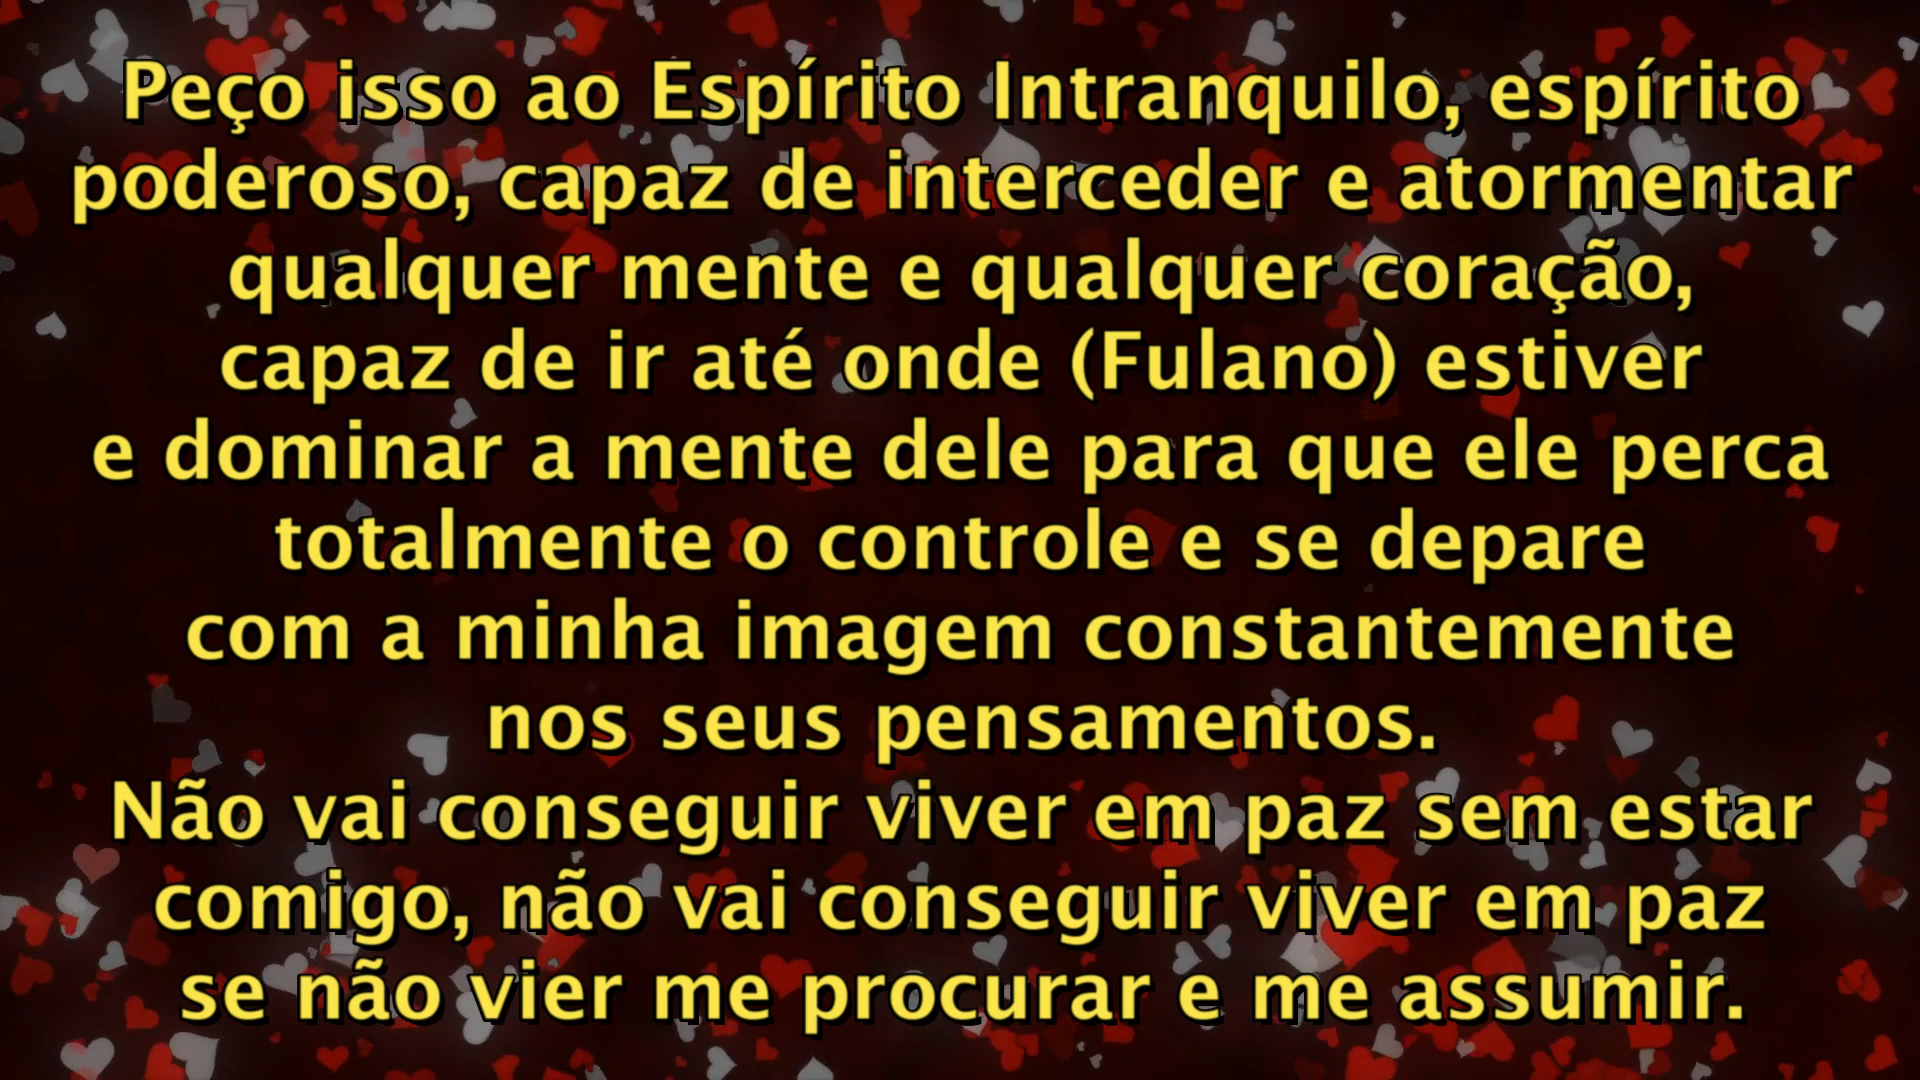 Peço isso ao Espírito Intranquilo, espírito
poderoso, capaz de interceder e atormentar
qualquer mente e qualquer coração,
capaz de ir até onde (Fulano) estiver
e dominar a mente dele para que ele perca
totalmente o controle e se depare
com a minha imagem constantemente
nos seus pensamentos.
Não vai conseguir viver em paz sem estar
comigo, não vai conseguir viver em paz
se não vier me procurar e me assumir.